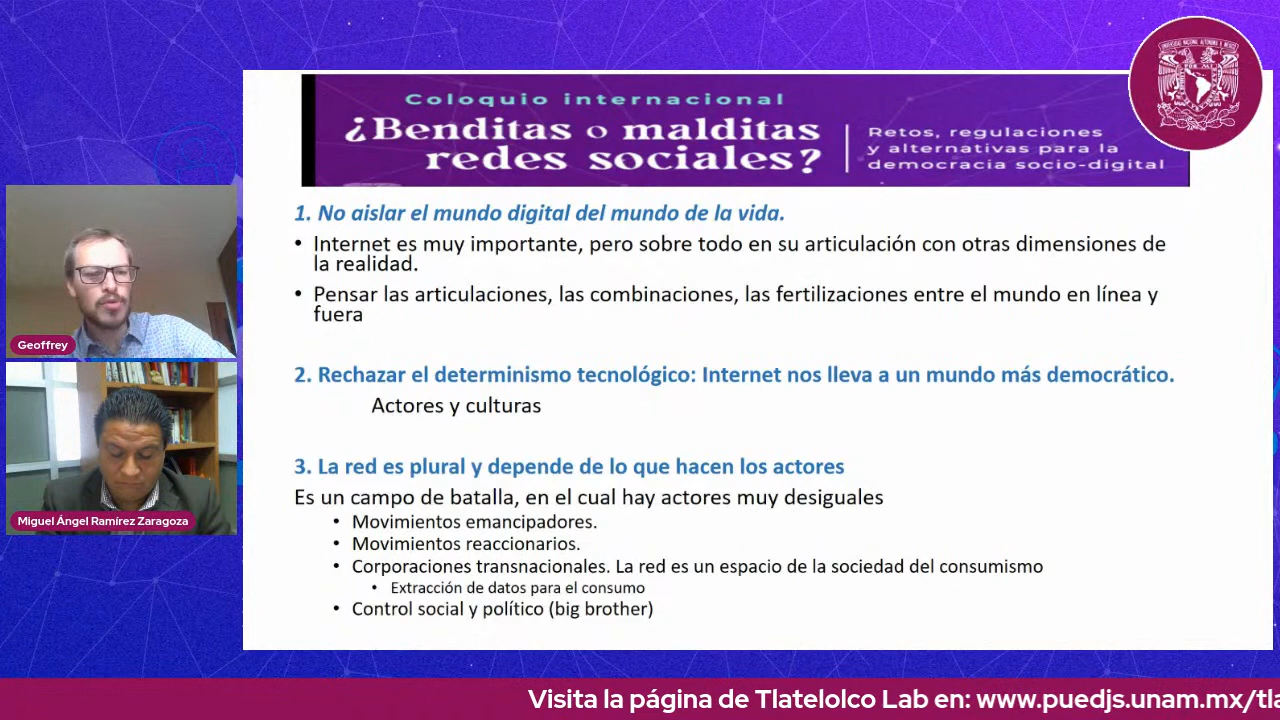 Coloquio internacional
¿Benditas o malditas
redes sociales?
Retos, regulaciones
y alternativas para la
democracia socio-digital
1. No aislar el mundo digital del mundo de la vida.
• Internet es muy importante, pero sobre todo en su articulación con otras dimensiones de
la realidad.
• Pensar las articulaciones, las combinaciones, las fertilizaciones entre el mundo en línea y
fuera
2. Rechazar el determinismo tecnológico: Internet nos lleva a un mundo más democrático.
Actores y culturas
3. La red es plural y depende de lo que hacen los actores
Es un campo de batalla, en el cual hay actores muy desiguales
• Movimientos emancipadores.
• Movimientos reaccionarios.
• Corporaciones transnacionales. La red es un espacio de la sociedad del consumismo
• Extracción de datos para el consumo
• Control social y político (big brother)
Geoffrey
Miguel Ángel Ramírez Zaragoza
Visita la página de Tlatelolco Lab en: www.puedjs.unam.mx/tla